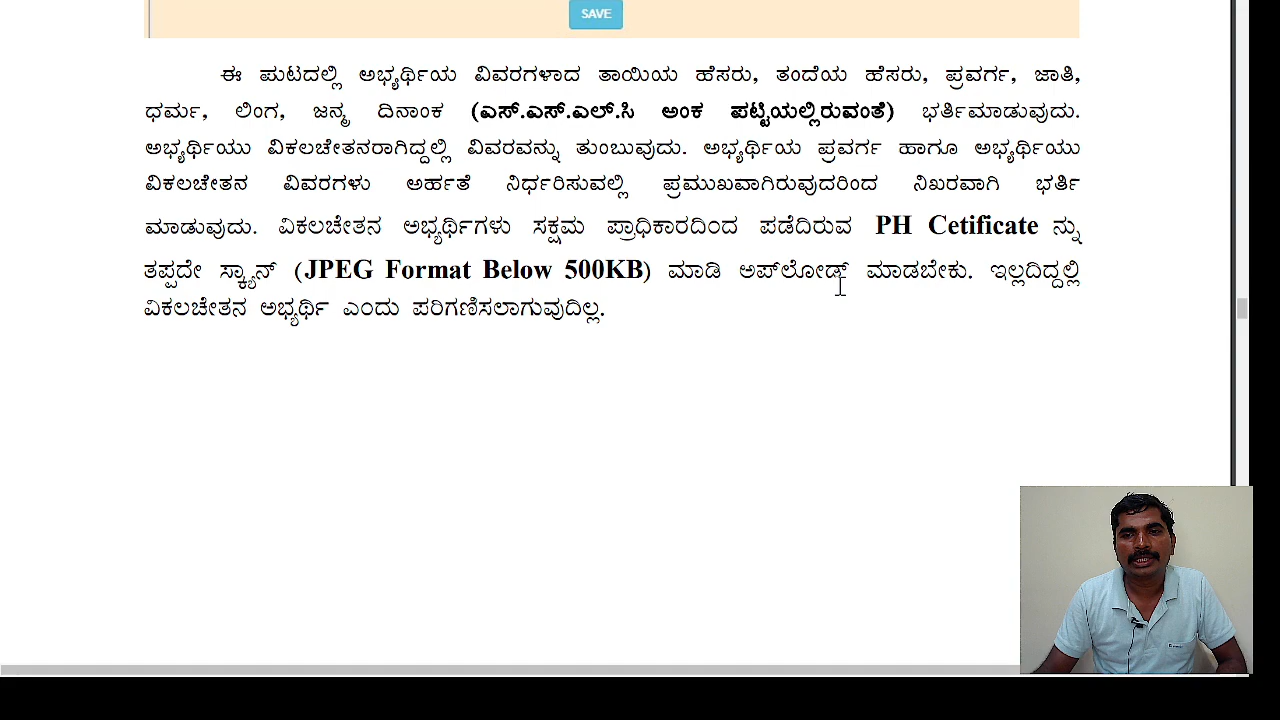 SAVE
ಈ ಪುಟದಲ್ಲಿ ಅಭ್ಯರ್ಥಿಯ ವಿವರಗಳಾದ ತಾಯಿಯ ಹೆಸರು, ತಂದೆಯ ಹೆಸರು, ಪ್ರವರ್ಗ, ಜಾತಿ,
ಧರ್ಮ, ಲಿಂಗ, ಜನ್ಮ ದಿನಾಂಕ (ಎಸ್.ಎಸ್.ಎಲ್.ಸಿ ಅಂಕ ಪಟ್ಟಿಯಲ್ಲಿರುವಂತೆ) ಭರ್ತಿಮಾಡುವುದು.
ಅಭ್ಯರ್ಥಿಯು ವಿಕಲಚೇತನರಾಗಿದ್ದಲ್ಲಿ ವಿವರವನ್ನು ತುಂಬುವುದು. ಅಭ್ಯರ್ಥಿಯ ಪ್ರವರ್ಗ ಹಾಗೂ ಅಭ್ಯರ್ಥಿಯು
ವಿಕಲಚೇತನ ವಿವರಗಳು ಅರ್ಹತೆ ನಿರ್ಧರಿಸುವಲ್ಲಿ ಪ್ರಮುಖವಾಗಿರುವುದರಿಂದ ನಿಖರವಾಗಿ ಭರ್ತಿ
ಮಾಡುವುದು. ವಿಕಲಚೇತನ ಅಭ್ಯರ್ಥಿಗಳು ಸಕ್ಷಮ ಪ್ರಾಧಿಕಾರದಿಂದ ಪಡೆದಿರುವ PH Cetificate ನ್ನು
ತಪ್ಪದೇ ಸ್ಕ್ಯಾನ್ (JPEG Format Below 500KB) ಮಾಡಿ ಅಪ್‌ಲೋಡ್ ಮಾಡಬೇಕು. ಇಲ್ಲದಿದ್ದಲ್ಲಿ
ವಿಕಲಚೇತನ ಅಭ್ಯರ್ಥಿ ಎಂದು ಪರಿಗಣಿಸಲಾಗುವುದಿಲ್ಲ.